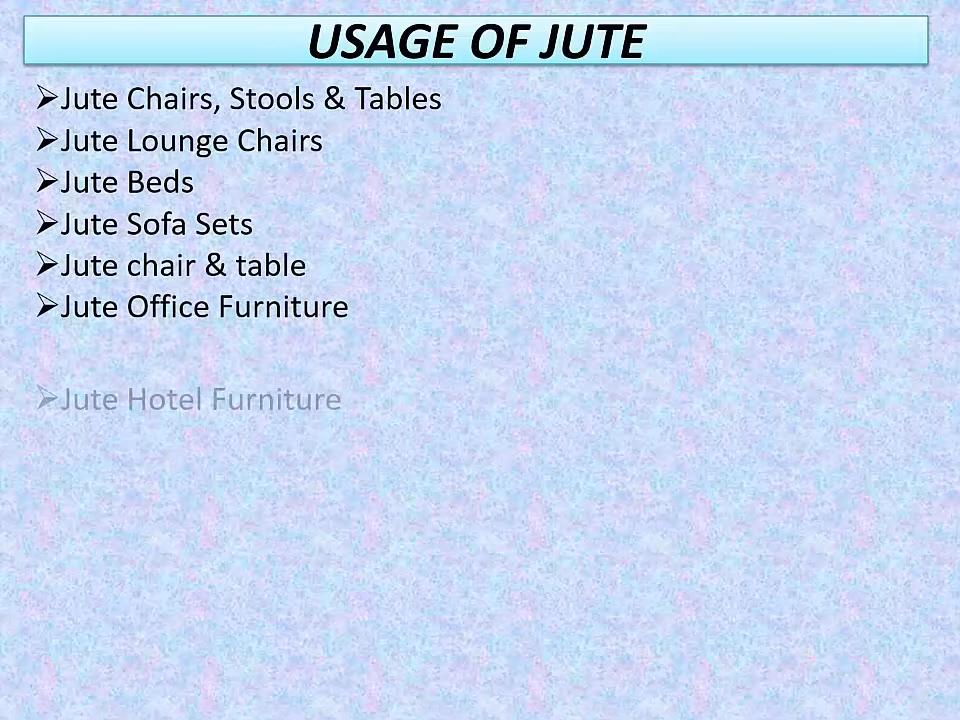 USAGE OF JUTE
➢Jute Chairs, Stools & Tables
➢Jute Lounge Chairs
➢Jute Beds
➢Jute Sofa Sets
➢Jute chair & table
➢Jute Office Furniture
➢Jute Hotel Furniture